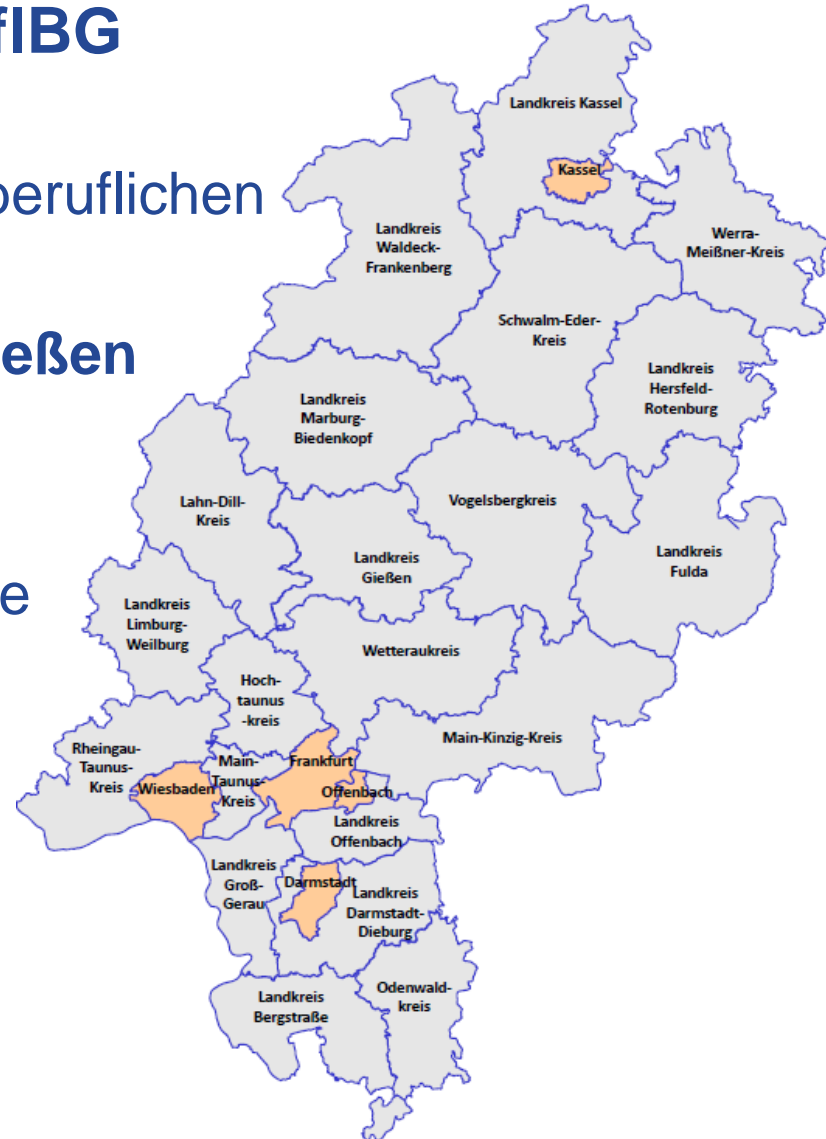 flBG
beruflichen
eßen
e
Landkreis Kassel
Kassel
Landkreis
Waldeck-
Frankenberg
Werra-
Meißner-Kreis
Schwalm-Eder-
Kreis
Landkreis
Hersfeld-
Rotenburg
Landkreis
Marburg-
Biedenkopf
Lahn-Dill-
Kreis
Vogelsbergkreis
Landkreis
Gießen
Landkreis
Fulda
Landkreis
Limburg-
Weilburg
Wetteraukreis
Hoch-
taunus
-kreis
Main-Kinzig-Kreis
Rheingau-
Taunus-
Kreis
Wiesbaden
Main-
Taunus-
Kreis
Frankfurt
Offenbach
Landkreis
Offenbach
Landkreis
Groß-
Gerau
Darmstadt
Landkreis
Darmstadt-
Dieburg
Landkreis
Bergstraße
Odenwald-
kreis